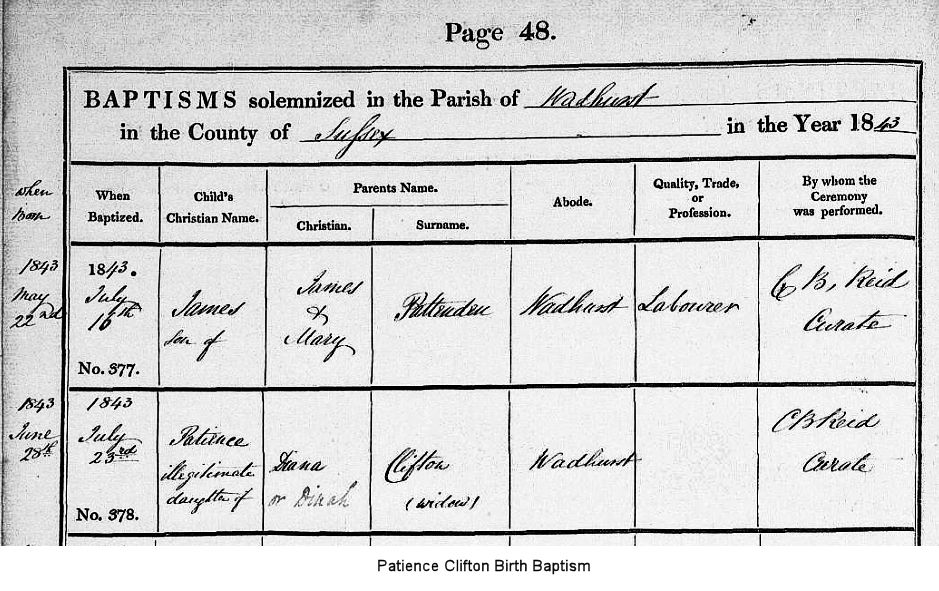 Page 48.
BAPTISMS solemnized in the Parish of Wadhurst
in the County of Sussex in the Year 1843
when
born
When
Baptized.
Child's
Christian Name.
Parents Name.
Christian.
Surname.
Abode.
Quality, Trade,
or
Profession.
By whom the
Ceremony
was performed.
1843
May
22nd
1843.
July
16th
No. 377.
James
son of
James
&
Mary
Pattenden
Wadhurst
Labourer
C B, Reid
Curate
1843
June
28th
1843
July
23rd
No. 378.
Patience
illegitimate
daughter of
Diana
or Dinah
Clifton
(widow)
Wadhurst
C B Reid
Curate
Patience Clifton Birth Baptism